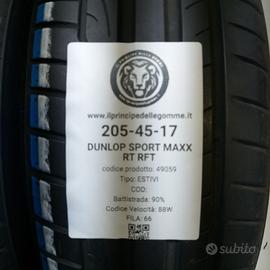 www.ilprincipedellegomme.it
205-45-17
DUNLOP SPORT MAXX
RT RFT
codice prodotto: 49059
Tipo: ESTIVI
COD:
Battistrada: 90%
Codice Velocità: 88W
FILA: 66
subito